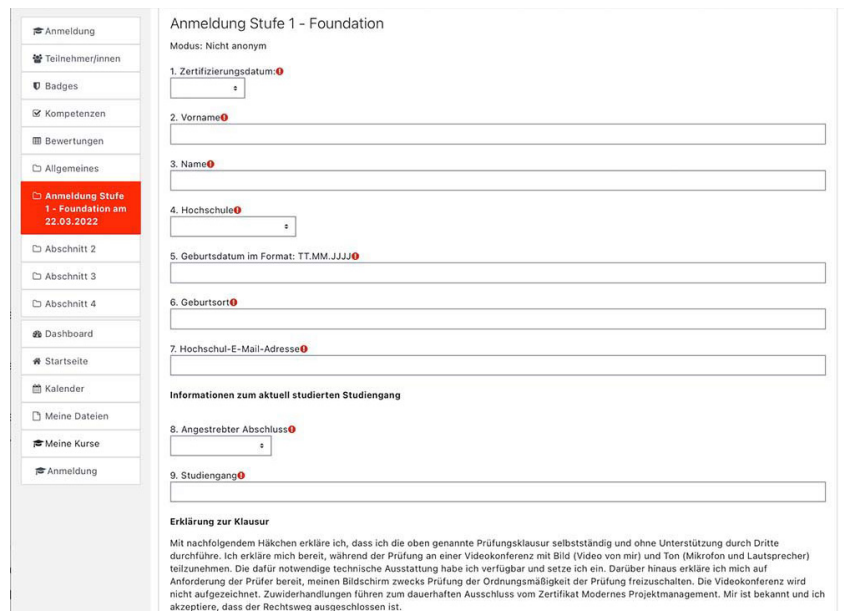 Anmeldung
Teilnehmer/innen
Badges
Kompetenzen
Bewertungen
Allgemeines
Anmeldung Stufe
1 - Foundation am
22.03.2022
Abschnitt 2
Abschnitt 3
Abschnitt 4
Dashboard
Startseite
Kalender
Meine Dateien
Meine Kurse
Anmeldung
Anmeldung Stufe 1 - Foundation
Modus: Nicht anonym
1. Zertifizierungsdatum:
2. Vorname
3. Name
4. Hochschule
5. Geburtsdatum im Format: TT.MM.JJJJ
6. Geburtsort
7. Hochschul-E-Mail-Adresse
Informationen zum aktuell studierten Studiengang
8. Angestrebter Abschluss
9. Studiengang
Erklärung zur Klausur
Mit nachfolgendem Häkchen erkläre ich, dass ich die oben genannte Prüfungsklausur selbstständig und ohne Unterstützung durch Dritte
durchführe. Ich erkläre mich bereit, während der Prüfung an einer Videokonferenz mit Bild (Video von mir) und Ton (Mikrofon und Lautsprecher)
teilzunehmen. Die dafür notwendige technische Ausstattung habe ich verfügbar und setze ich ein. Darüber hinaus erkläre ich mich auf
Anforderung der Prüfer bereit, meinen Bildschirm zwecks Prüfung der Ordnungsmäßigkeit der Prüfung freizuschalten. Die Videokonferenz wird
nicht aufgezeichnet. Zuwiderhandlungen führen zum dauerhaften Ausschluss vom Zertifikat Modernes Projektmanagement. Mir ist bekannt und ich
akzeptiere, dass der Rechtsweg ausgeschlossen ist.